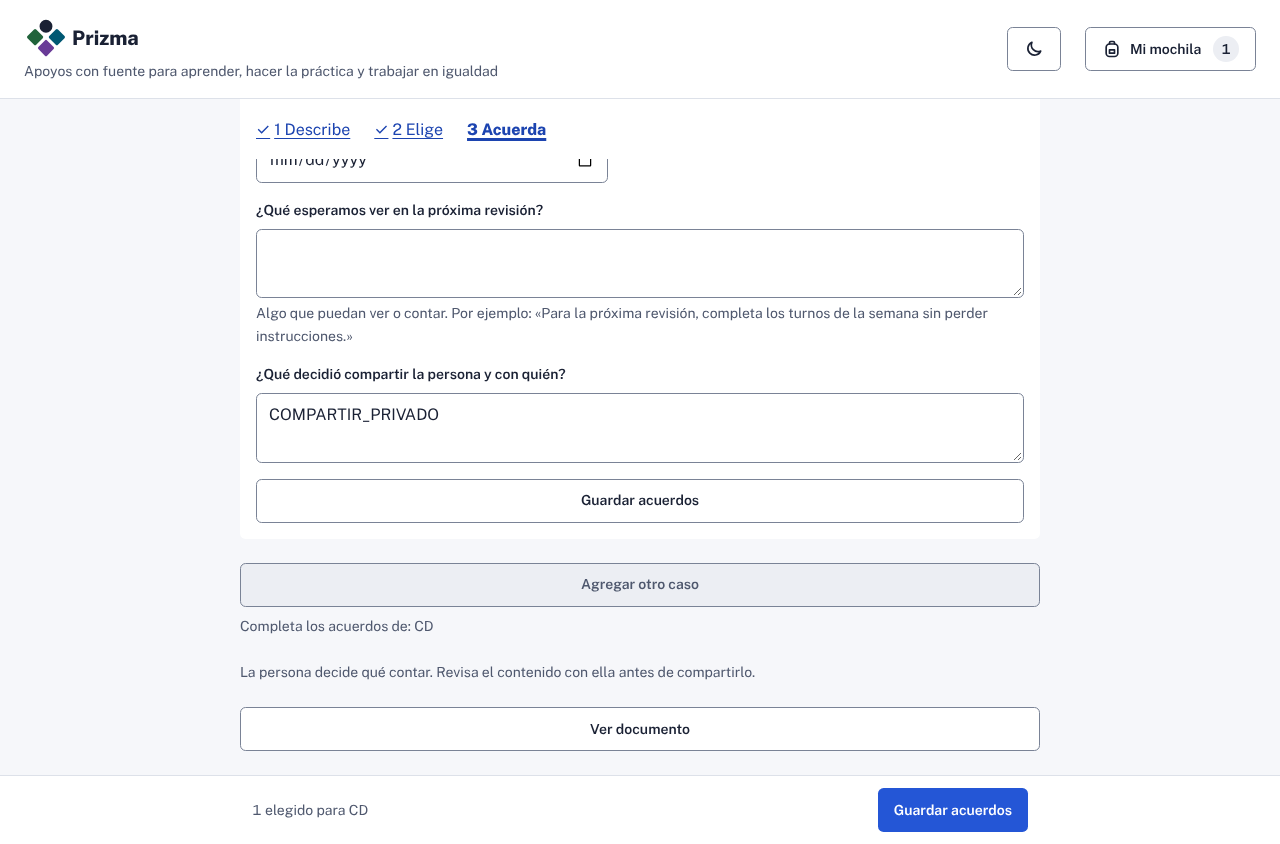 Prizma
Apoyos con fuente para aprender, hacer la práctica y trabajar en igualdad
Mi mochila 1
1 Describe 2 Elige 3 Acuerda
mm/dd/yyyy
¿Qué esperamos ver en la próxima revisión?
Algo que puedan ver o contar. Por ejemplo: «Para la próxima revisión, completa los turnos de la semana sin perder
instrucciones.»
¿Qué decidió compartir la persona y con quién?
COMPARTIR_PRIVADO
Guardar acuerdos
Agregar otro caso
Completa los acuerdos de: CD
La persona decide qué contar. Revisa el contenido con ella antes de compartirlo.
Ver documento
1 elegido para CD
Guardar acuerdos